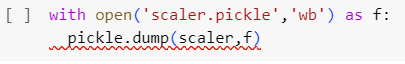 [ ] with open('scaler.pickle','wb') as f:
pickle.dump(scaler,f)